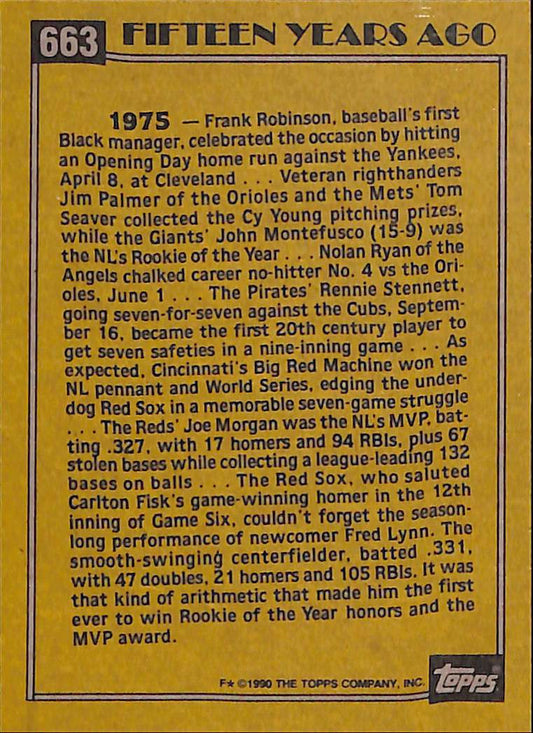 663 FIFTEEN YEARS AGO
1975 — Frank Robinson, baseball's first
Black manager, celebrated the occasion by hitting
an Opening Day home run against the Yankees,
April 8, at Cleveland . . . Veteran righthanders
Jim Palmer of the Orioles and the Mets' Tom
Seaver collected the Cy Young pitching prizes,
while the Giants' John Montefusco (15-9) was
the NL's Rookie of the Year . . . Nolan Ryan of the
Angels chalked career no-hitter No. 4 vs the Ori-
oles, June 1 . . . The Pirates' Rennie Stennett,
going seven-for-seven against the Cubs, Septem-
ber 16, became the first 20th century player to
get seven safeties in a nine-inning game . . . As
expected, Cincinnati's Big Red Machine won the
NL pennant and World Series, edging the under-
dog Red Sox in a memorable seven-game struggle
. . . The Reds' Joe Morgan was the NL's MVP, bat-
ting .327, with 17 homers and 94 RBIs, plus 67
stolen bases while collecting a league-leading 132
bases on balls . . . The Red Sox, who saluted
Carlton Fisk's game-winning homer in the 12th
inning of Game Six, couldn't forget the season-
long performance of newcomer Fred Lynn. The
smooth-swinging centerfielder, batted .331,
with 47 doubles, 21 homers and 105 RBIs. It was
that kind of arithmetic that made him the first
ever to win Rookie of the Year honors and the
MVP award.
F★ ©1990 THE TOPPS COMPANY, INC.
TOPPS